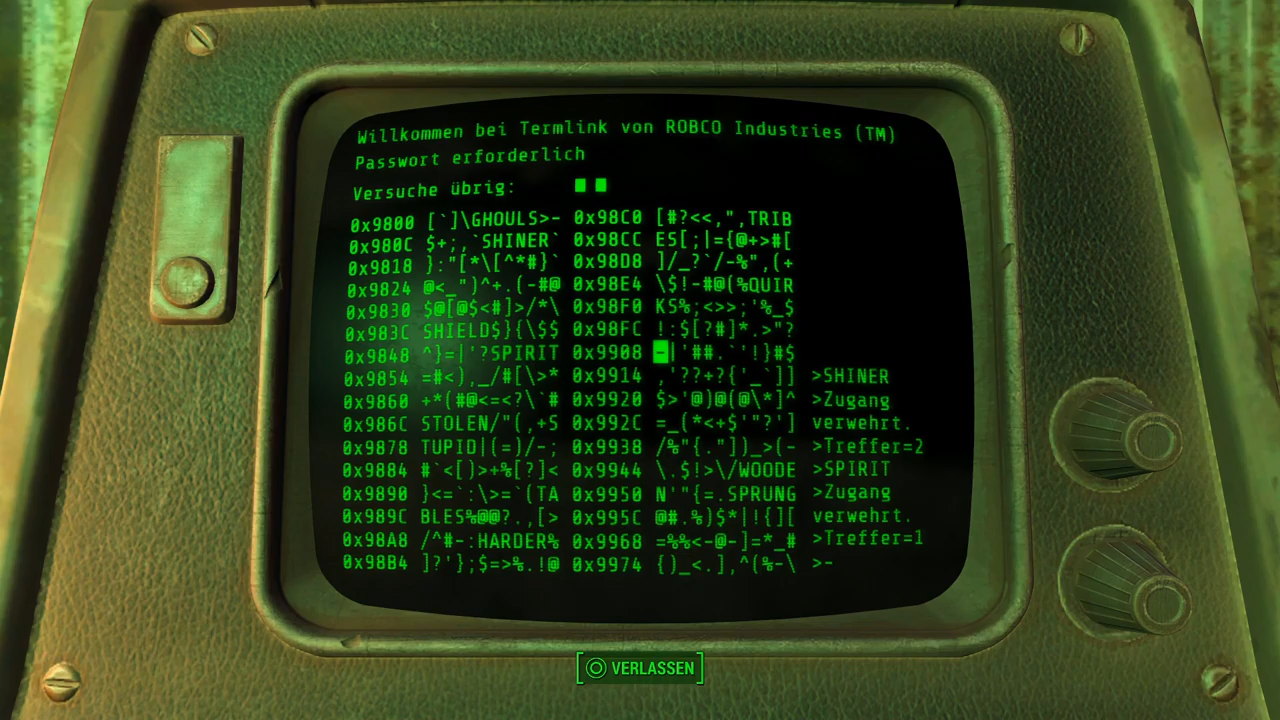 Willkommen bei Termlink von ROBCO Industries (TM)
Passwort erforderlich
Versuche übrig: ■ ■
0x9800 [`]\GHOULS>- 0x98C0 [#?<<,",TRIB
0x980C $+;,`SHINER` 0x98CC ES[;|={@+>#[
0x9818 }:"[*\[^*#}` 0x98D8 ]/_?`/-%",(+
0x9824 @<_")^+.(-#@ 0x98E4 \$!-#@(%QUIR
0x9830 $@[@$<#]>/*\ 0x98F0 KS%;<>>;'%_$
0x983C SHIELD$}{\$$ 0x98FC !:$[?#]*.>"?
0x9848 ^}=|'?SPIRIT 0x9908 -|'##.`'!}#$
0x9854 =#<),_/#[\>* 0x9914 ,'??+?{'_`]] >SHINER
0x9860 +*(#@<=<?\`# 0x9920 $>'@)@(@\*]^ >Zugang
0x986C STOLEN/"(,+S 0x992C =_(*<+$'"?'] verwehrt.
0x9878 TUPID|(=)/-; 0x9938 /%"{."])_>(- >Treffer=2
0x9884 #`<[)>+%[?]< 0x9944 \.$!>\/WOODE >SPIRIT
0x9890 }<=`:\>=`(TA 0x9950 N'"{=.SPRUNG >Zugang
0x989C BLES%@@?.,[> 0x995C @#.%)$*|!{][ verwehrt.
0x98A8 /^#-:HARDER% 0x9968 =%%<-@-]=*_# >Treffer=1
0x98B4 ]?'};$=>%.!@ 0x9974 {)_<.],^(%-\ >-
VERLASSEN